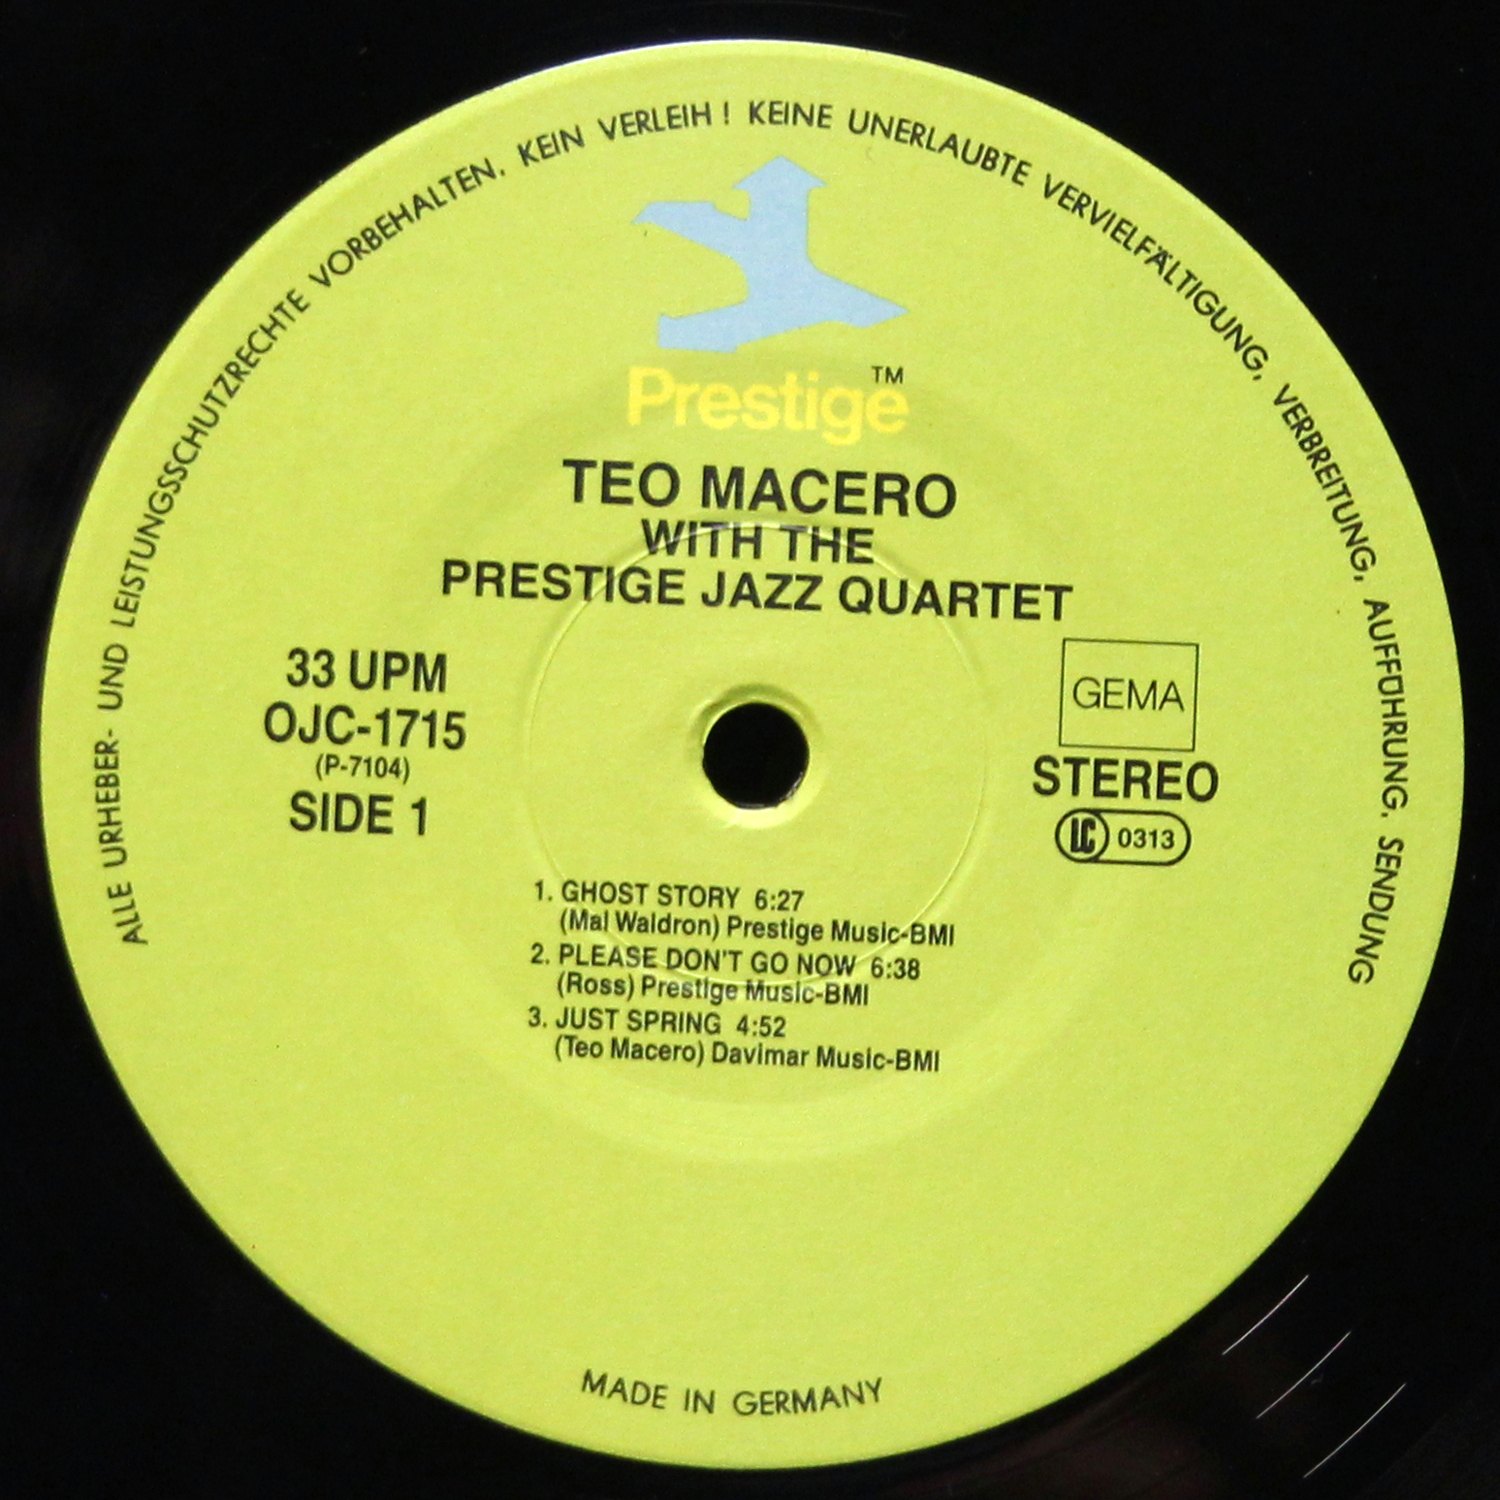 ALLE URHEBER- UND LEISTUNGSSCHUTZRECHTE VORBEHALTEN. KEIN VERLEIH! KEINE UNERLAUBTE VERVIELFÄLTIGUNG, VERBREITUNG, AUFFÜHRUNG, SENDUNG
Prestige™
TEO MACERO
WITH THE
PRESTIGE JAZZ QUARTET
33 UPM
OJC-1715
(P-7104)
SIDE 1
GEMA
STEREO
LC 0313
1. GHOST STORY 6:27
(Mal Waldron) Prestige Music-BMI
2. PLEASE DON'T GO NOW 6:38
(Ross) Prestige Music-BMI
3. JUST SPRING 4:52
(Teo Macero) Davimar Music-BMI
MADE IN GERMANY